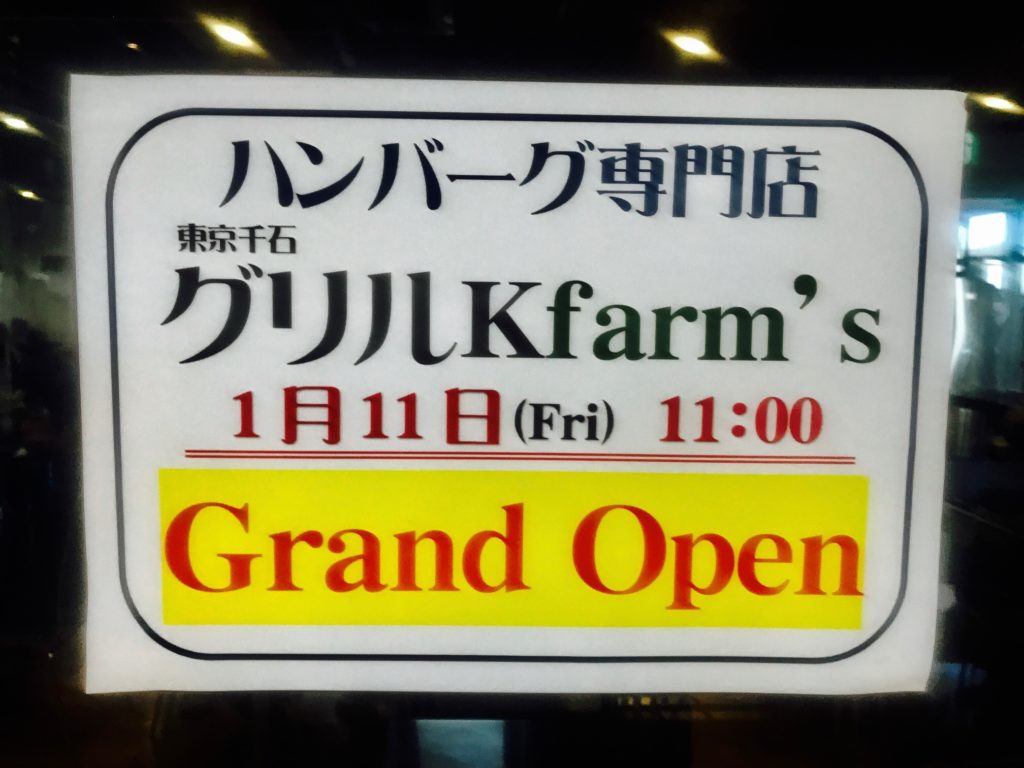 ハンバーグ専門店
東京千石
グリルKfarm's
1月11日(Fri) 11:00
Grand Open